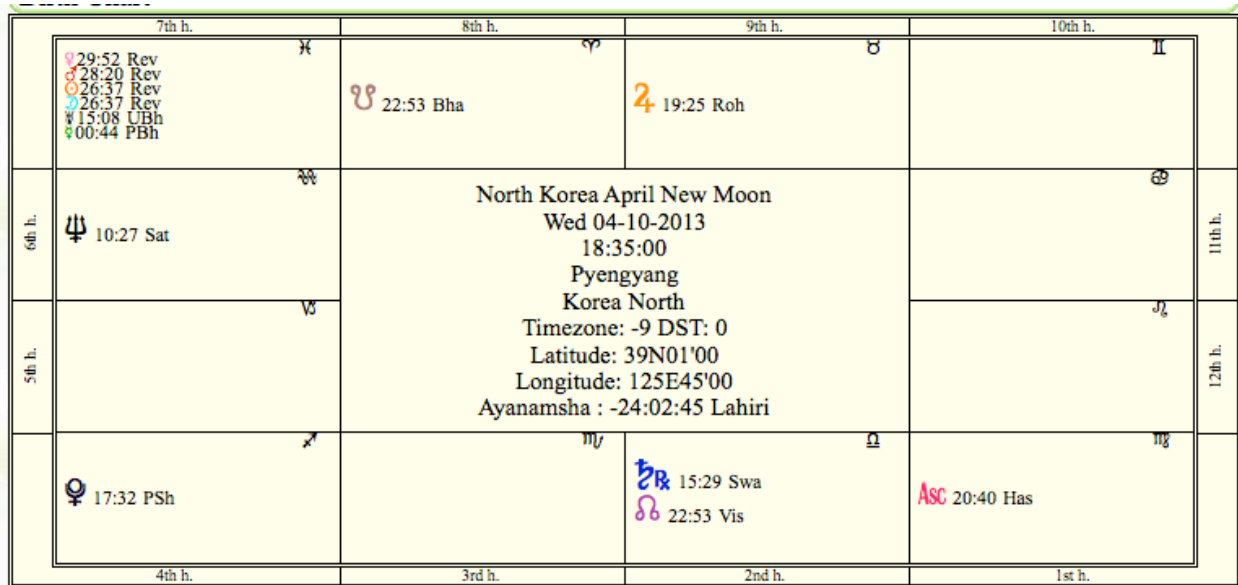 7th h.
8th h.
9th h.
10th h.
♓
♀29:52 Rev
♂28:20 Rev
☉26:37 Rev
☽26:37 Rev
♅15:08 UBh
☿00:44 PBh
♈
☋ 22:53 Bha
♉
♃ 19:25 Roh
♊
6th h.
♒
♆ 10:27 Sat
North Korea April New Moon
Wed 04-10-2013
18:35:00
Pyengyang
Korea North
Timezone: -9 DST: 0
Latitude: 39N01'00
Longitude: 125E45'00
Ayanamsha : -24:02:45 Lahiri
♋
11th h.
5th h.
♑
♌
12th h.
♐
♇ 17:32 PSh
♏
♎
♄℞ 15:29 Swa
☊ 22:53 Vis
♍
Asc 20:40 Has
4th h.
3rd h.
2nd h.
1st h.